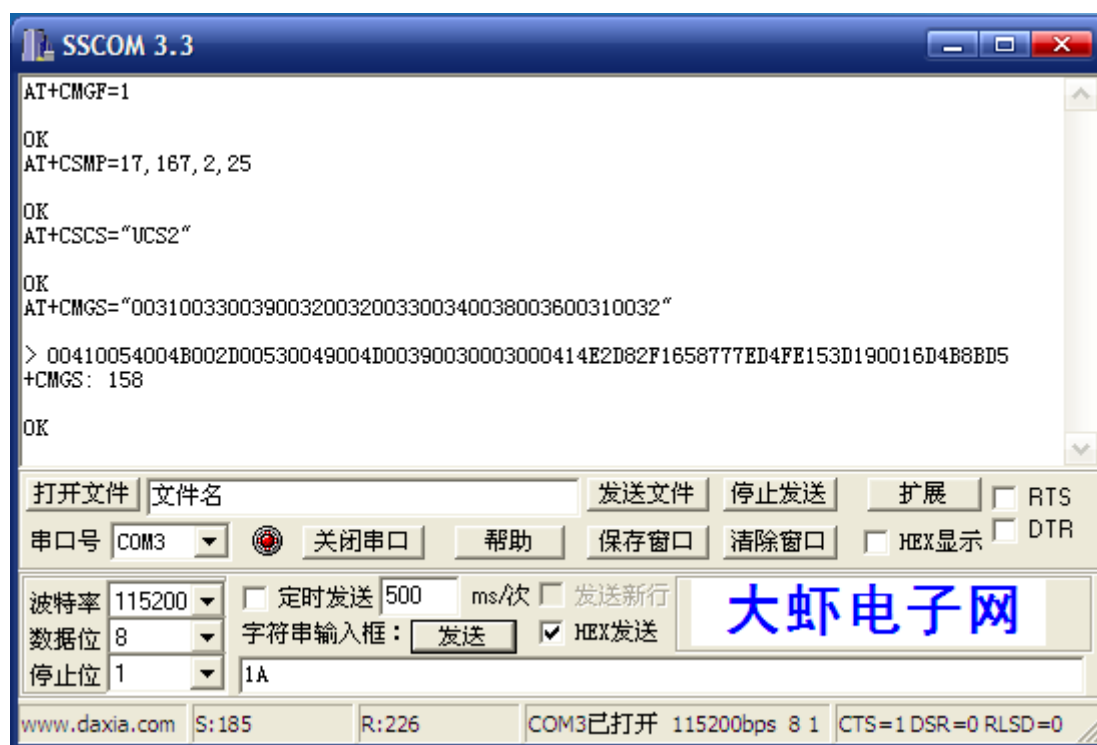 SSCOM 3.3
AT+CMGF=1
OK
AT+CSMP=17,167,2,25
OK
AT+CSCS="UCS2"
OK
AT+CMGS="00310033003900320032003300340038003600310032"
> 00410054004B002D00530049004D00390030003000414E2D82F1658777ED4FE153D190016D4B8BD5
+CMGS: 158
OK
打开文件 文件名 发送文件 停止发送 扩展 RTS
串口号 COM3 关闭串口 帮助 保存窗口 清除窗口 HEX显示 DTR
波特率 115200 定时发送 500 ms/次 发送新行 大虾电子网
数据位 8 字符串输入框： 发送 HEX发送
停止位 1 1A
www.daxia.com S:185 R:226 COM3已打开 115200bps 8 1 CTS=1 DSR=0 RLSD=0